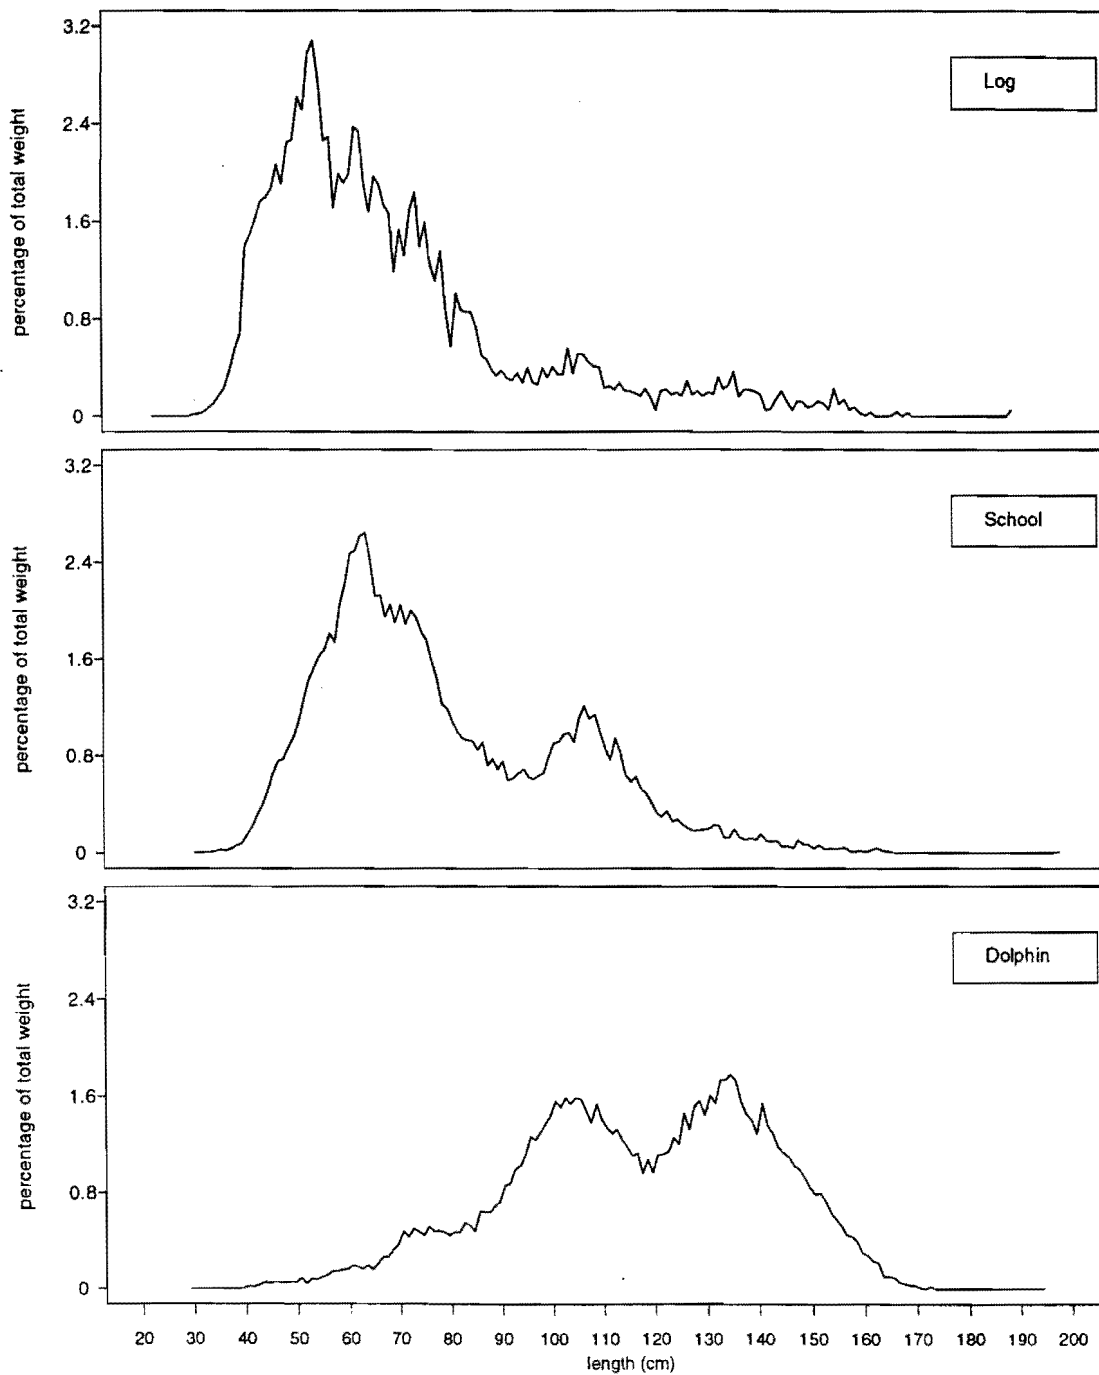 3.2
2.4
1.6
0.8
0
percentage of total weight
Log
3.2
2.4
1.6
0.8
0
percentage of total weight
School
3.2
2.4
1.6
0.8
0
percentage of total weight
Dolphin
20 30 40 50 60 70 80 90 100 110 120 130 140 150 160 170 180 190 200
length (cm)